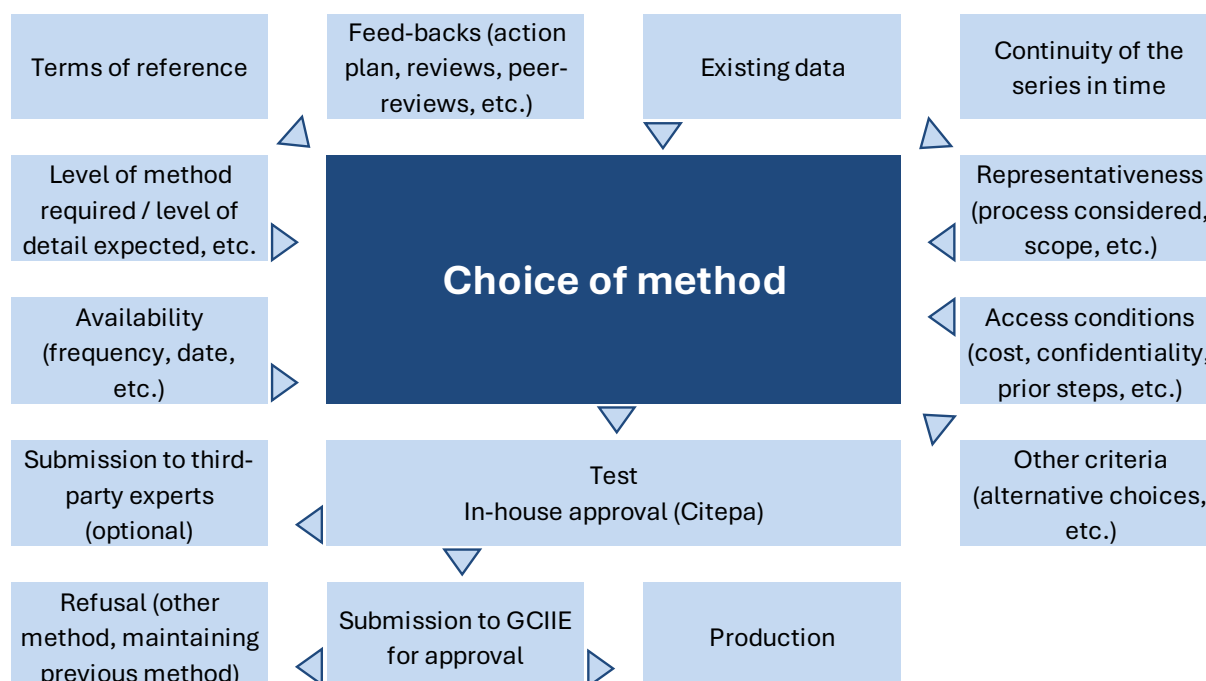 Terms of reference
Feed-backs (action
plan, reviews, peer-
reviews, etc.)
Existing data
Continuity of the
series in time
Level of method
required / level of
detail expected, etc.
Choice of method
Representativeness
(process considered,
scope, etc.)
Availability
(frequency, date,
etc.)
Access conditions
(cost, confidentiality,
prior steps, etc.)
Submission to third-
party experts
(optional)
Test
In-house approval (Citepa)
Other criteria
(alternative choices,
etc.)
Refusal (other
method, maintaining
previous method)
Submission to GCIIE
for approval
Production